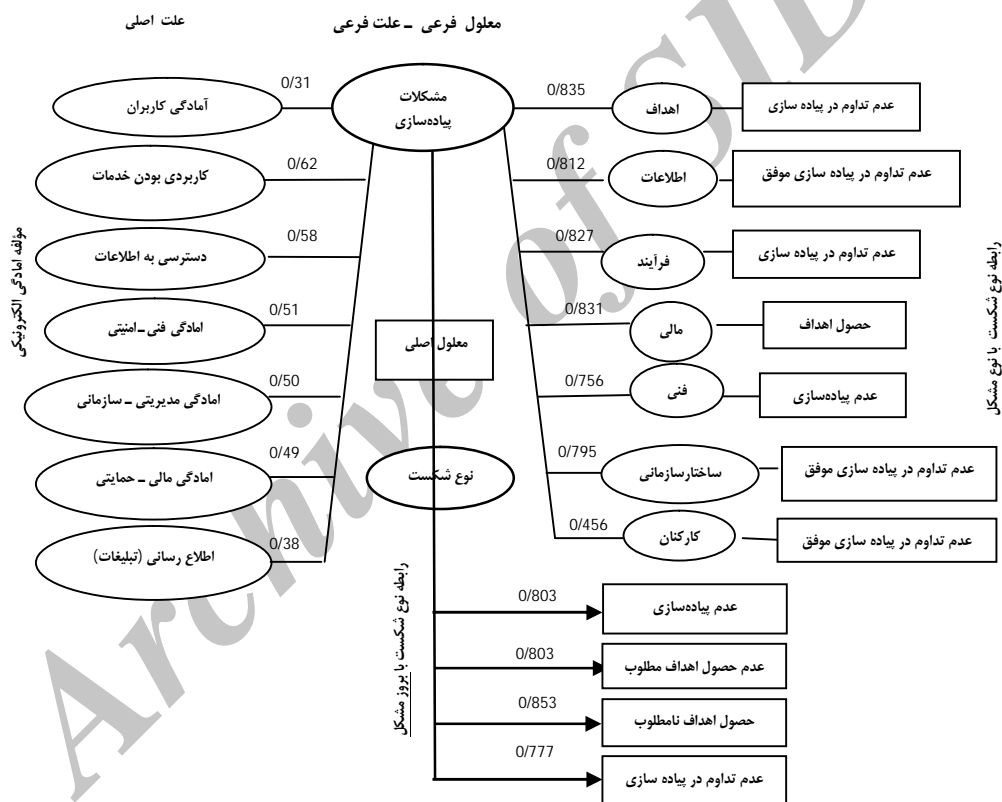 علت اصلی
معلول فرعی ـ علت فرعی
مؤلفه امادگی الکترونیکی
آمادگی کاربران
0/31
کاربردی بودن خدمات
0/62
دسترسی به اطلاعات
0/58
امادگی فنی ـ امنیتی
0/51
امادگی مدیریتی ـ سازمانی
0/50
امادگی مالی ـ حمایتی
0/49
اطلاع رسانی (تبلیغات)
0/38
مشکلات
پیاده‌سازی
معلول اصلی
نوع شکست
0/835
اهداف
عدم تداوم در پیاده سازی
0/812
اطلاعات
عدم تداوم در پیاده سازی موفق
0/827
فرآیند
عدم تداوم در پیاده سازی
0/831
مالی
حصول اهداف
0/756
فنی
عدم پیاده‌سازی
0/795
ساختارسازمانی
عدم تداوم در پیاده سازی موفق
0/456
کارکنان
عدم تداوم در پیاده سازی موفق
رابطه نوع شکست با نوع مشکل
رابطه نوع شکست با بروز مشکل
0/803
عدم پیاده‌سازی
0/803
عدم حصول اهداف مطلوب
0/853
حصول اهداف نامطلوب
0/777
عدم تداوم در پیاده سازی
Archive of SID